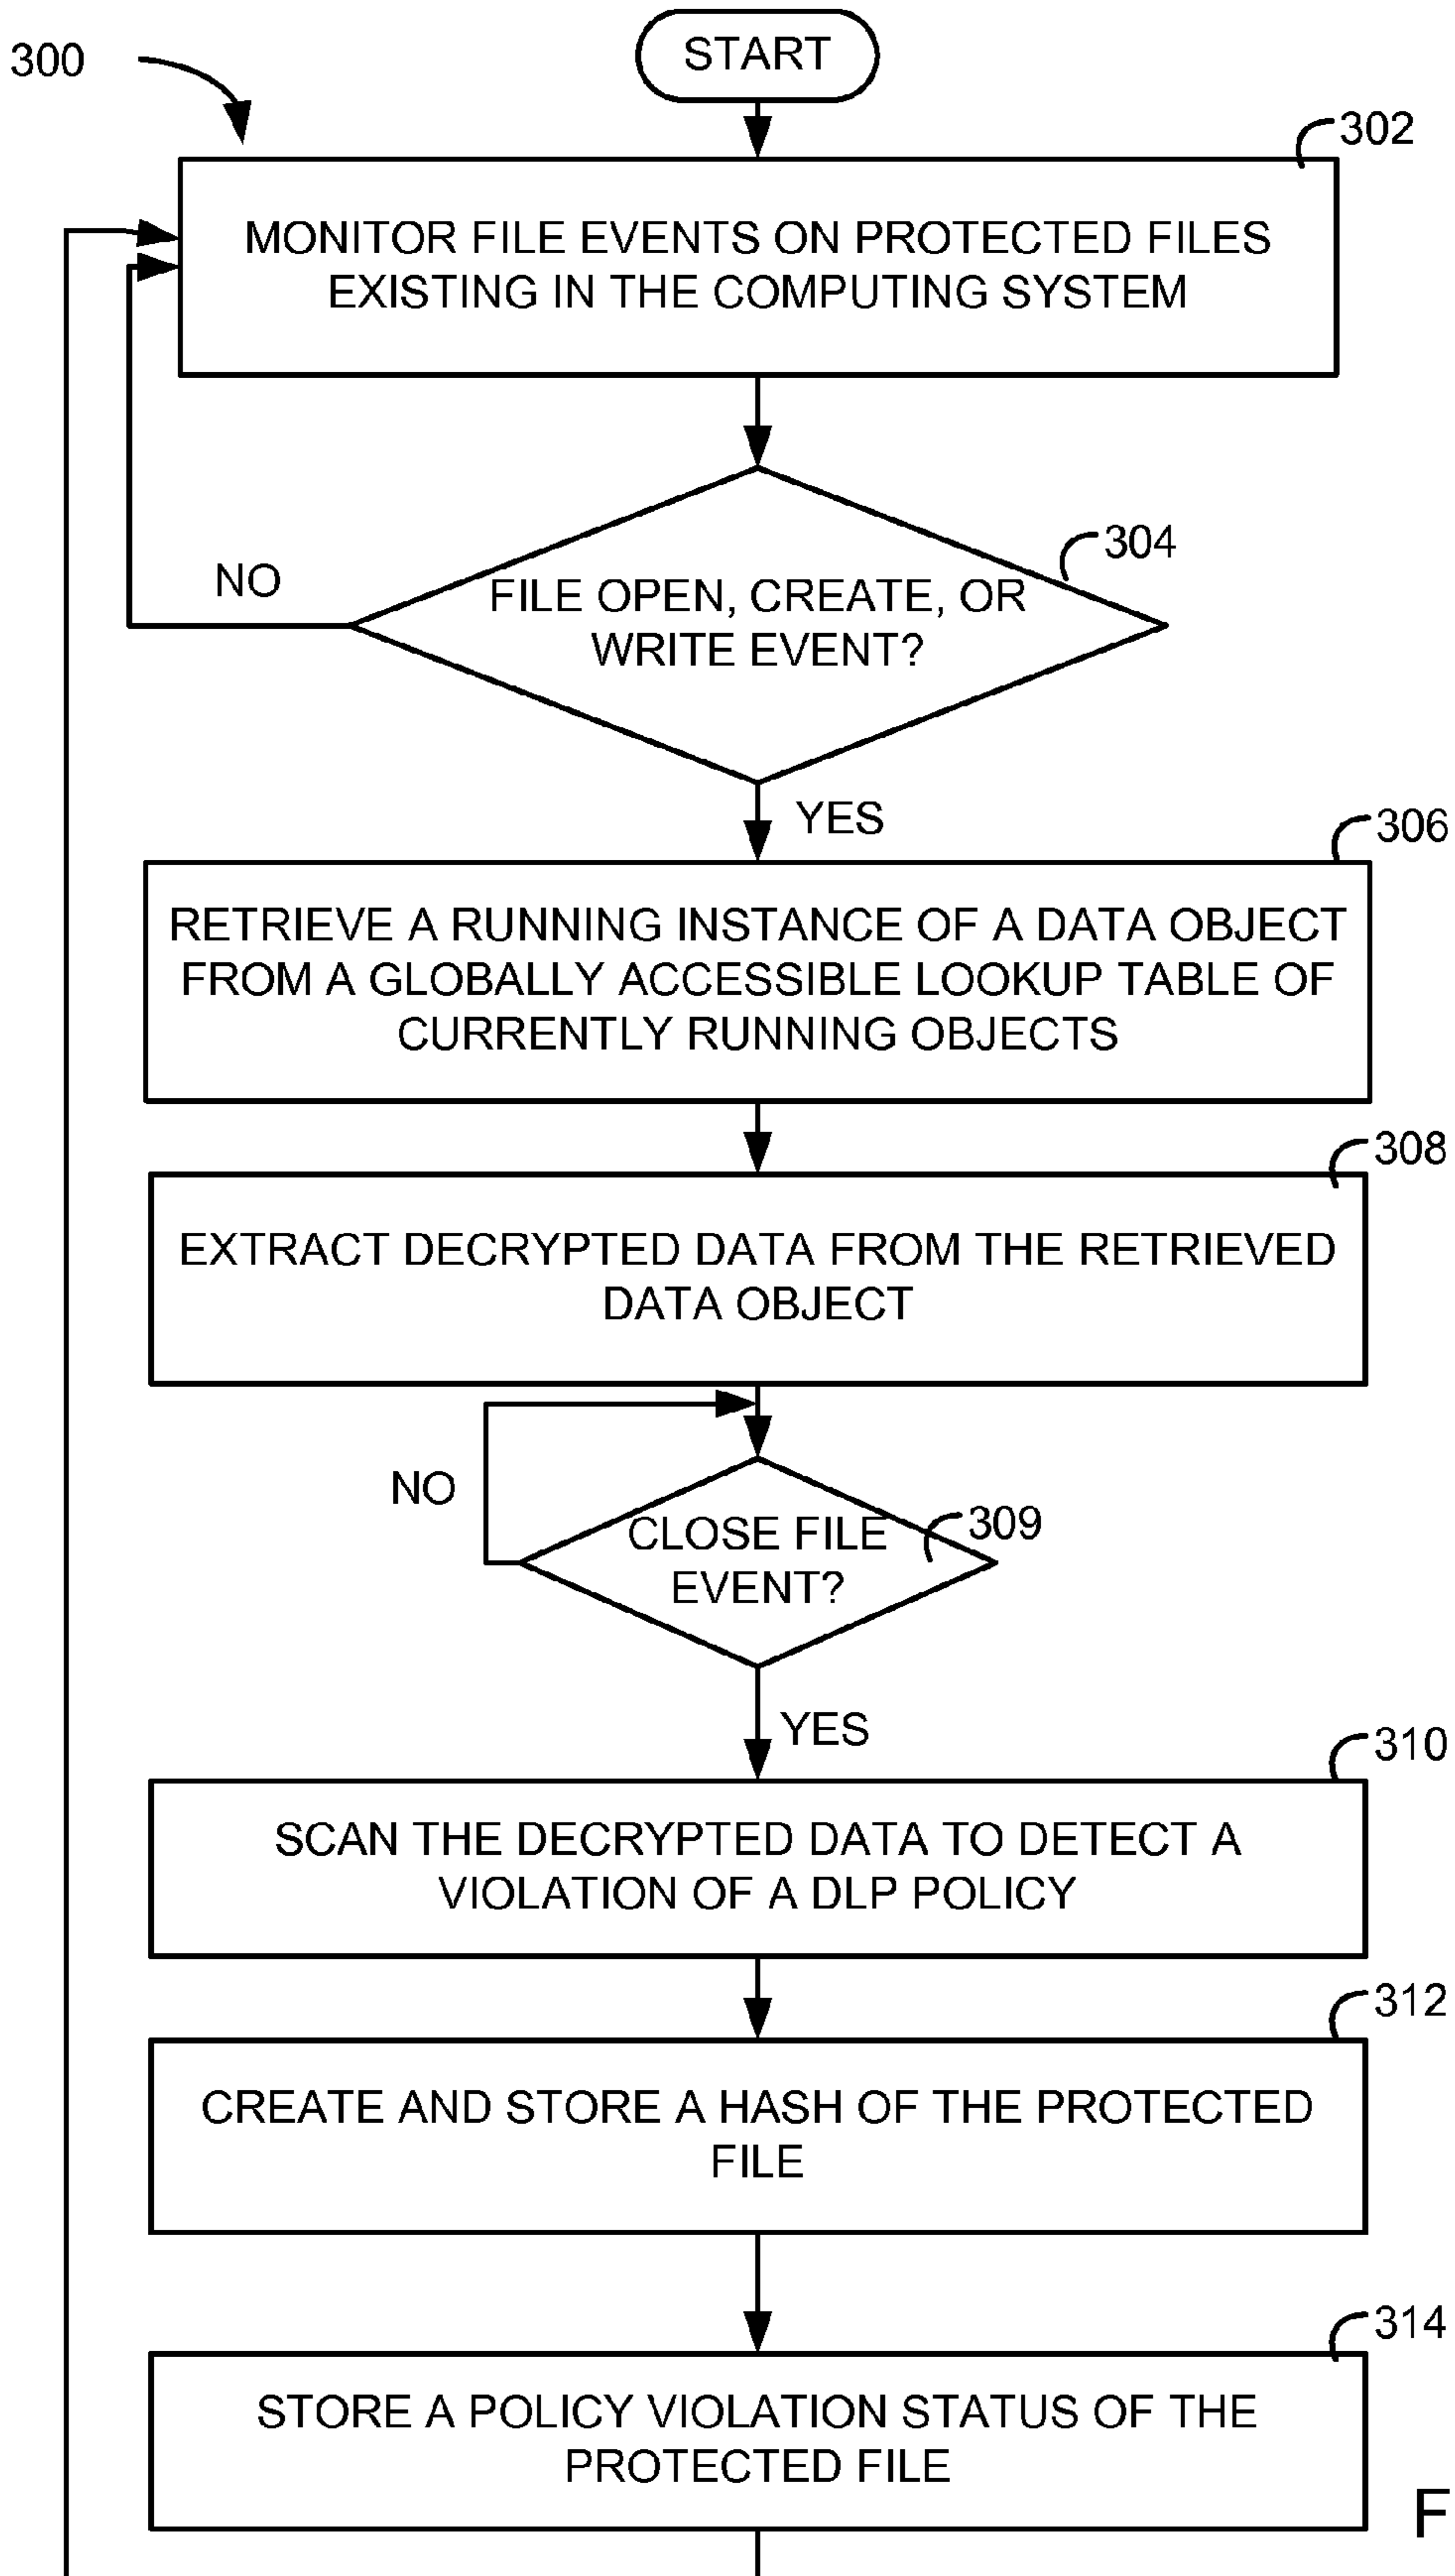 START
300
302
MONITOR FILE EVENTS ON PROTECTED FILES
EXISTING IN THE COMPUTING SYSTEM
304
NO
FILE OPEN, CREATE, OR
WRITE EVENT?
YES
306
RETRIEVE A RUNNING INSTANCE OF A DATA OBJECT
FROM A GLOBALLY ACCESSIBLE LOOKUP TABLE OF
CURRENTLY RUNNING OBJECTS
308
EXTRACT DECRYPTED DATA FROM THE RETRIEVED
DATA OBJECT
NO
309
CLOSE FILE
EVENT?
YES
310
SCAN THE DECRYPTED DATA TO DETECT A
VIOLATION OF A DLP POLICY
312
CREATE AND STORE A HASH OF THE PROTECTED
FILE
314
STORE A POLICY VIOLATION STATUS OF THE
PROTECTED FILE
F